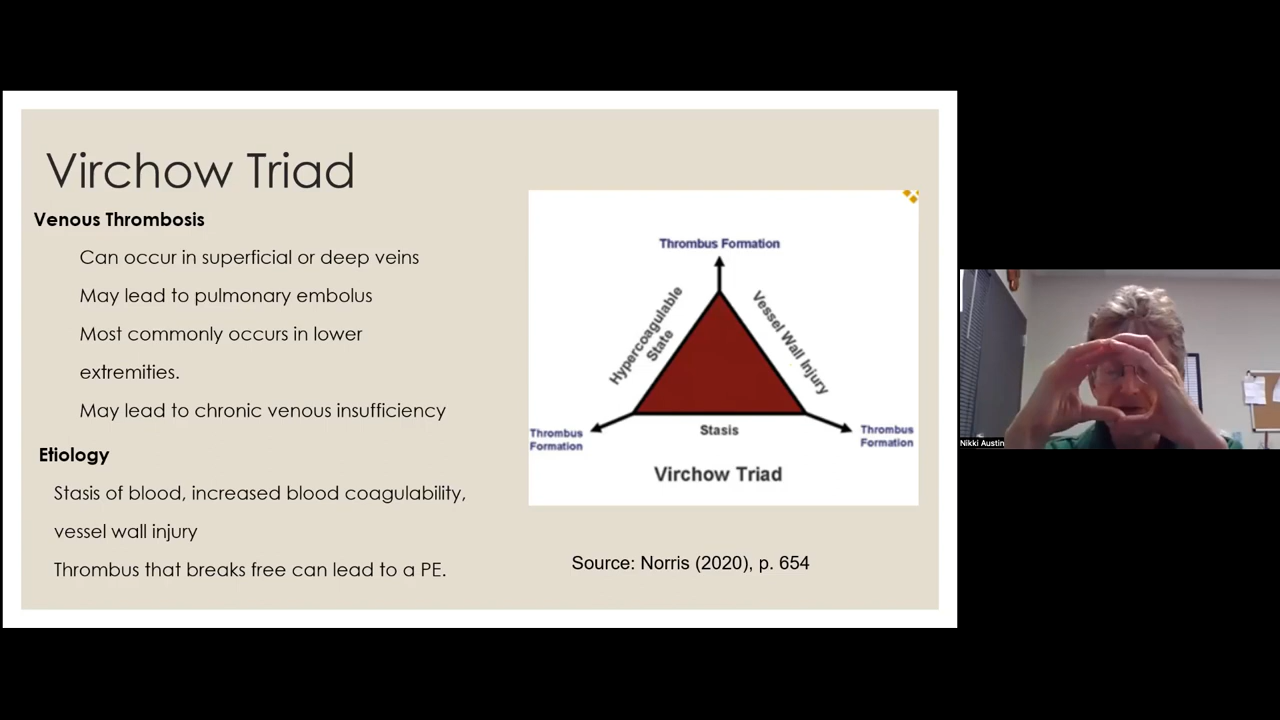 Virchow Triad
Venous Thrombosis
Can occur in superficial or deep veins
May lead to pulmonary embolus
Most commonly occurs in lower
extremities.
May lead to chronic venous insufficiency
Etiology
Stasis of blood, increased blood coagulability,
vessel wall injury
Thrombus that breaks free can lead to a PE.
Thrombus Formation
Hypercoagulable
State
Vessel Wall Injury
Thrombus
Formation
Stasis
Thrombus
Formation
Virchow Triad
Source: Norris (2020), p. 654
Nikki Austin